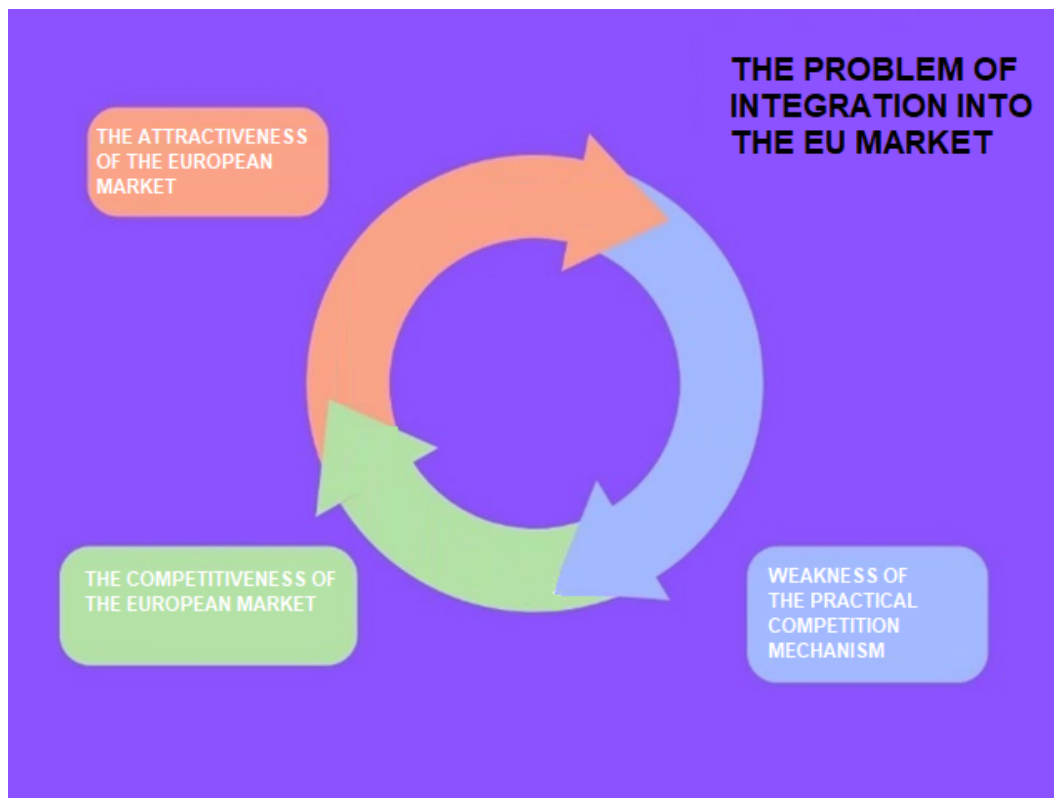 THE PROBLEM OF
INTEGRATION INTO
THE EU MARKET
THE ATTRACTIVENESS
OF THE EUROPEAN
MARKET
THE COMPETITIVENESS OF
THE EUROPEAN MARKET
WEAKNESS OF
THE PRACTICAL
COMPETITION
MECHANISM